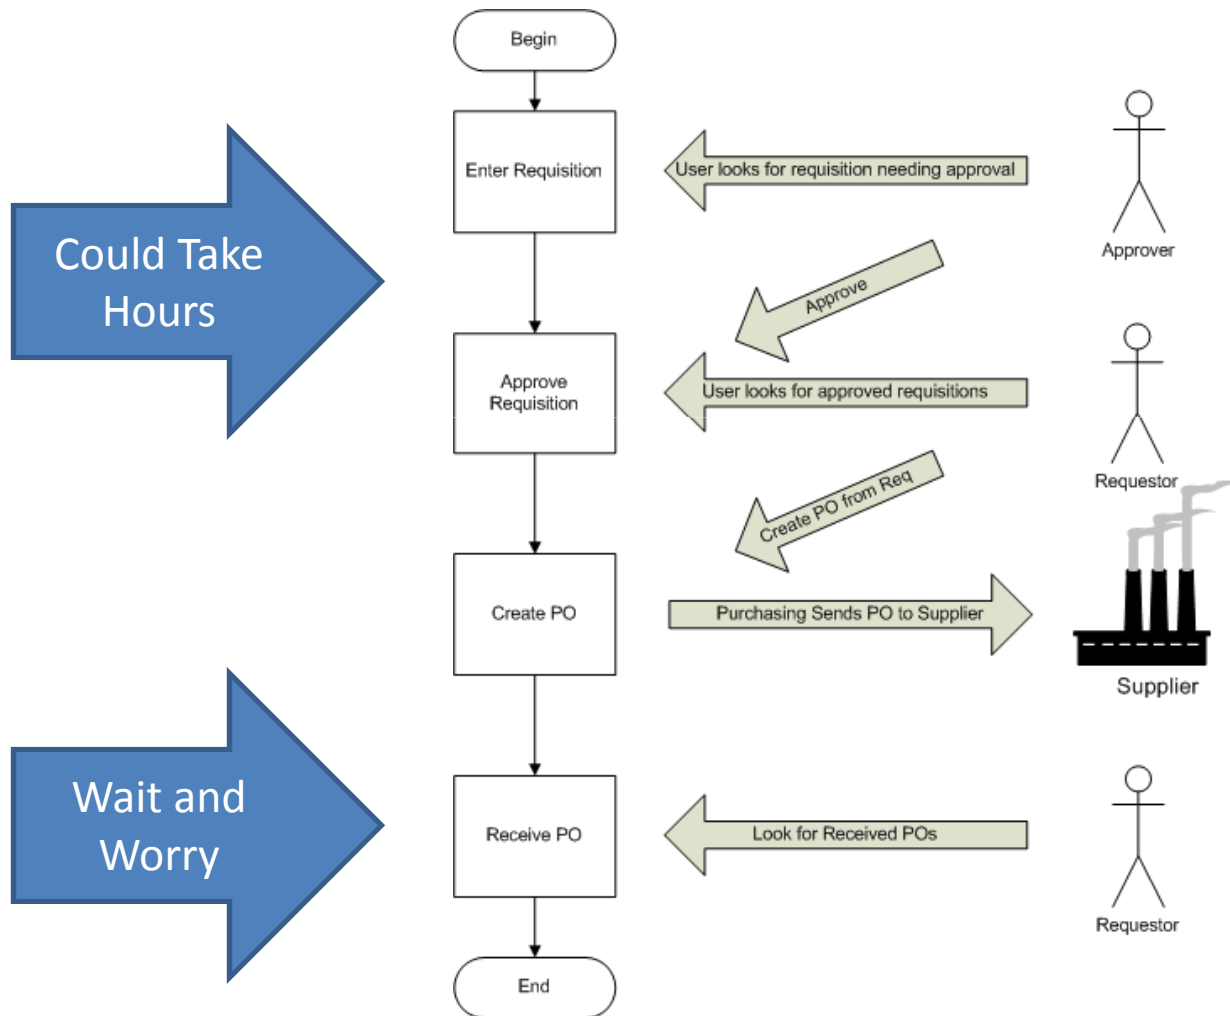 Begin
Enter Requisition
User looks for requisition needing approval
Approver
Could Take
Hours
Approve
Approve
Requisition
User looks for approved requisitions
Requestor
Create PO from Req
Create PO
Purchasing Sends PO to Supplier
Supplier
Wait and
Worry
Receive PO
Look for Received POs
Requestor
End